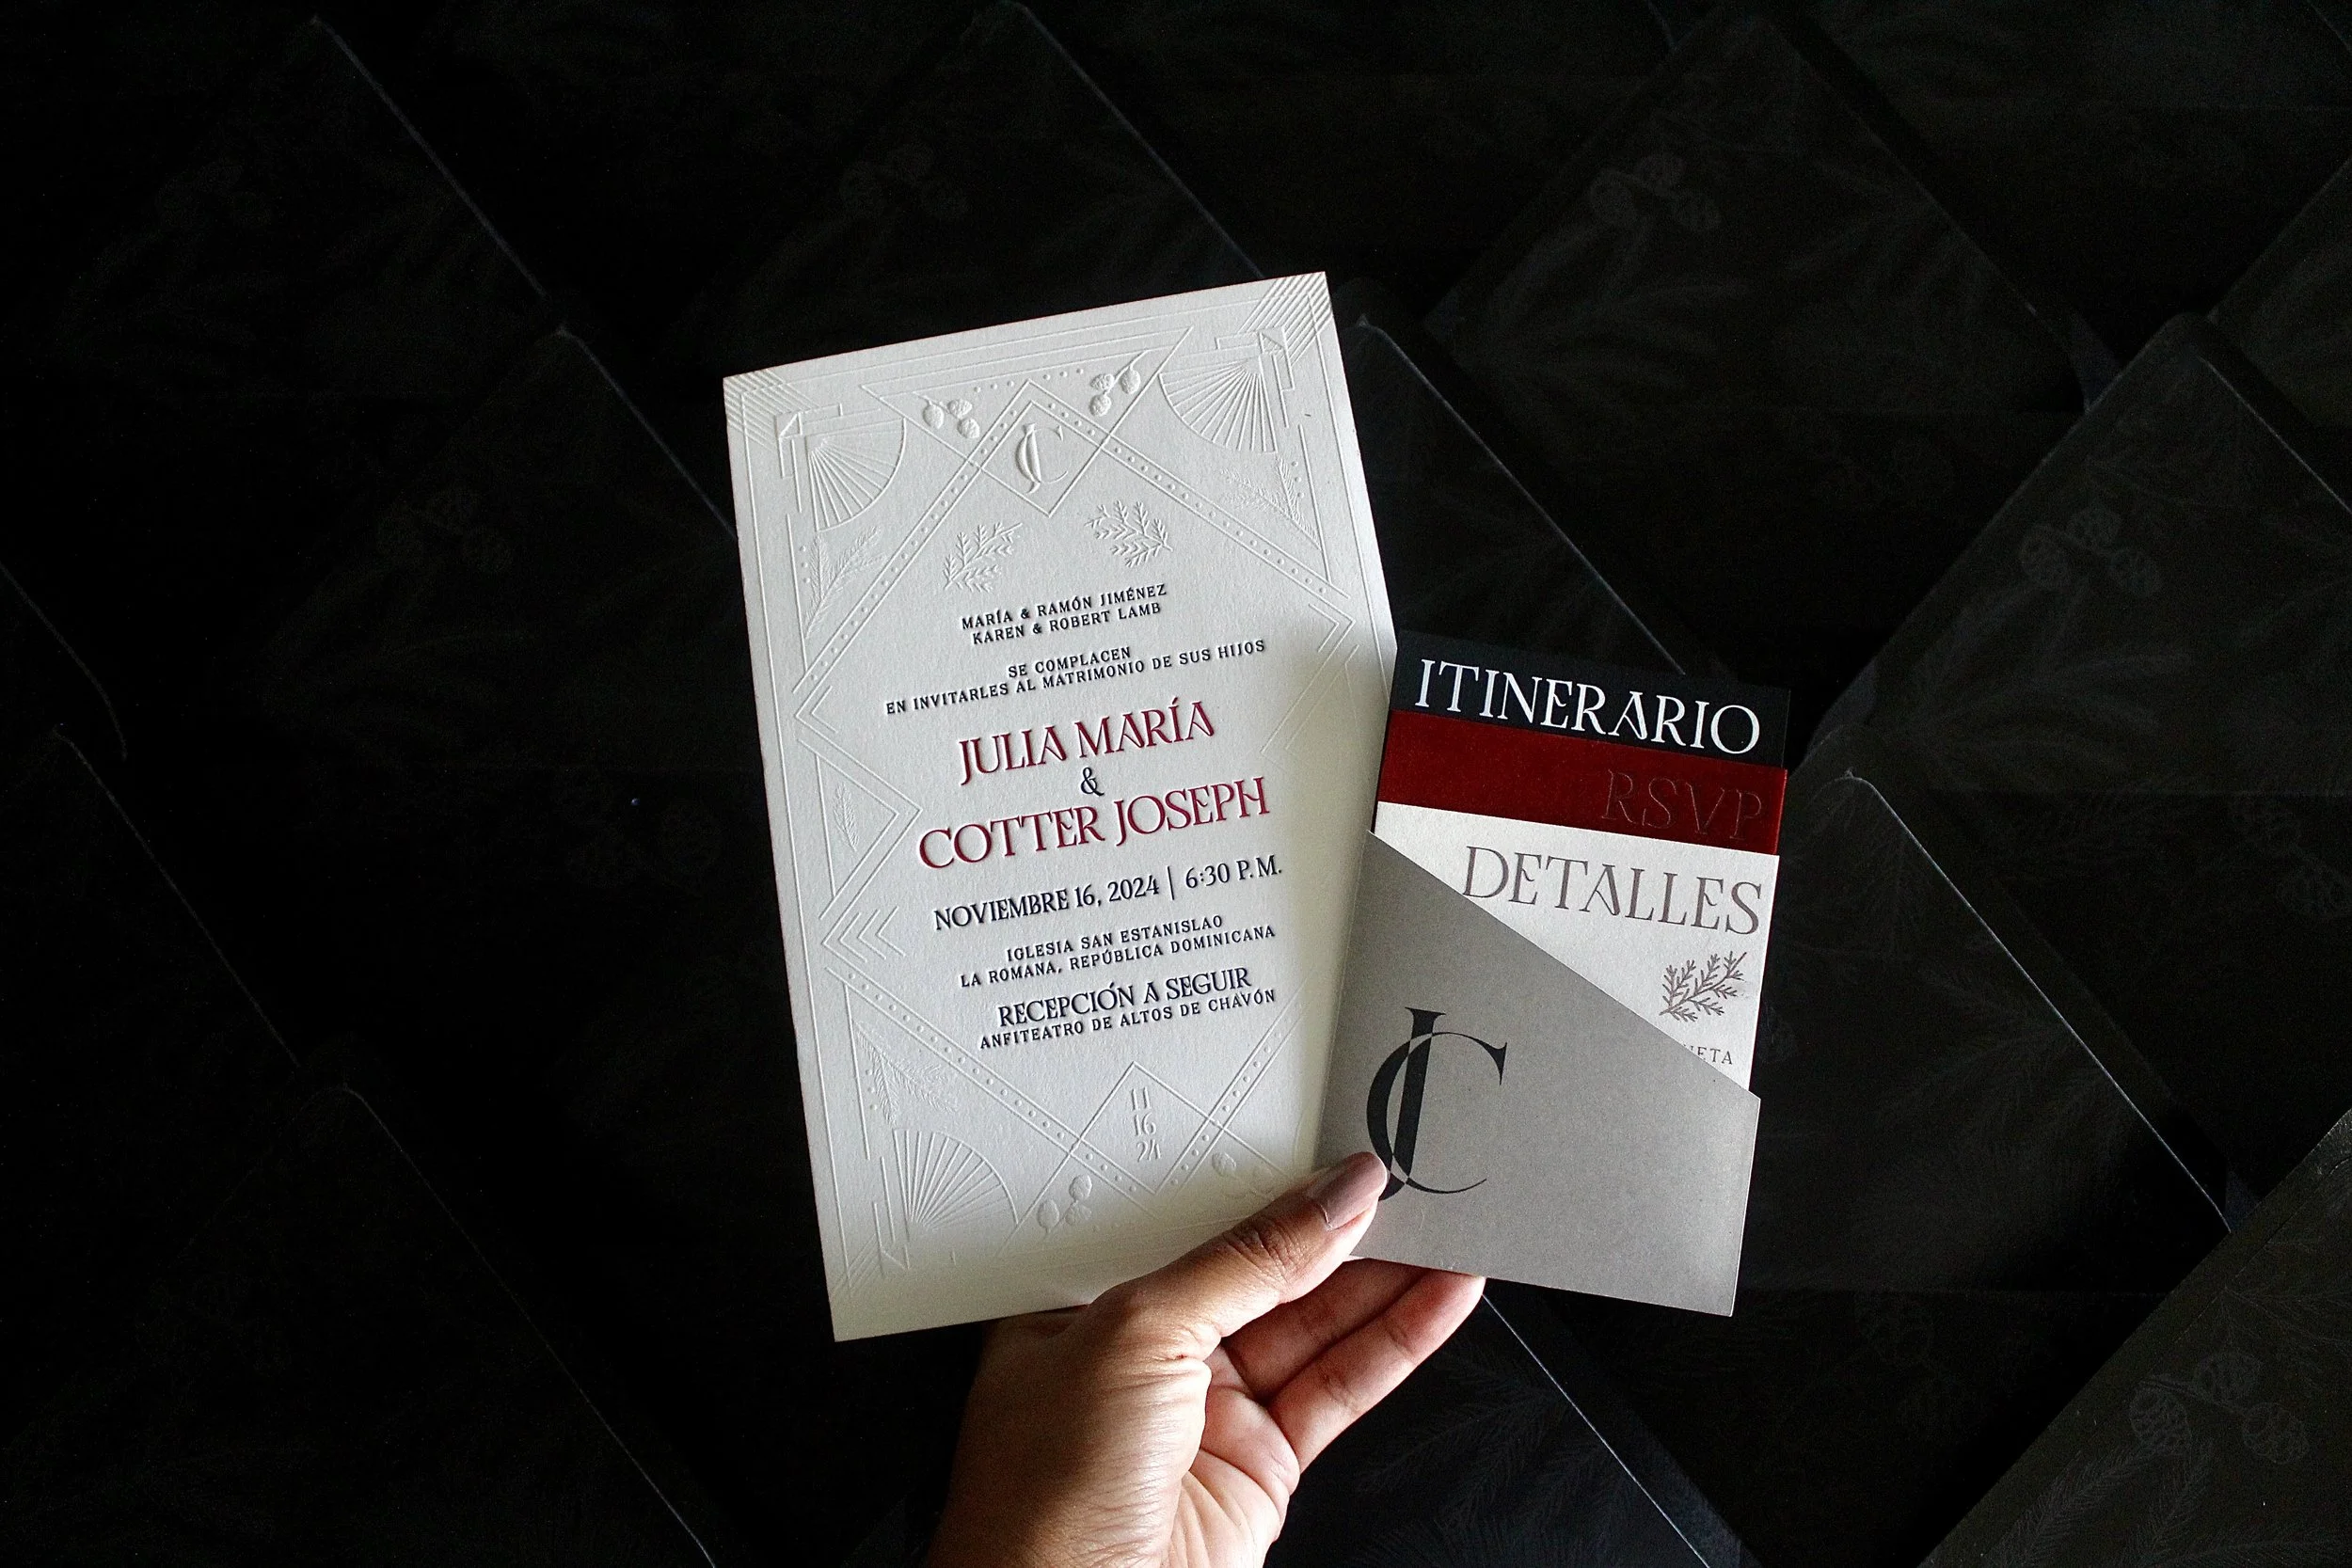 JC
MARÍA & RAMÓN JIMÉNEZ
KAREN & ROBERT LAMB
SE COMPLACEN
EN INVITARLES AL MATRIMONIO DE SUS HIJOS
JULIA MARÍA
&
COTTER JOSEPH
NOVIEMBRE 16, 2024 | 6:30 P.M.
IGLESIA SAN ESTANISLAO
LA ROMANA, REPÚBLICA DOMINICANA
RECEPCIÓN A SEGUIR
ANFITEATRO DE ALTOS DE CHAVÓN
11
16
24
ITINERARIO
RSVP
DETALLES
JC